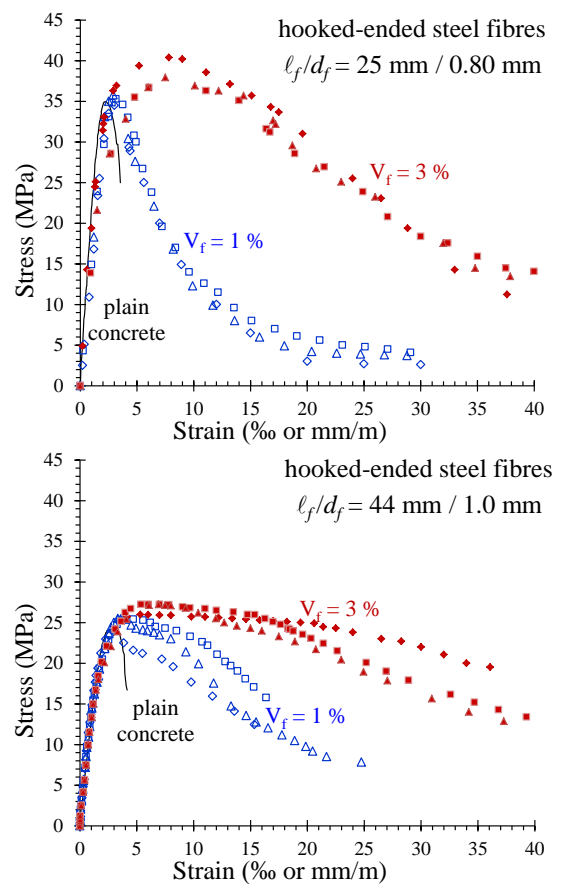 hooked-ended steel fibres
ℓf/df = 25 mm / 0.80 mm
45
40
35
30
25
20
15
10
5
0
Stress (MPa)
Vf = 3 %
Vf = 1 %
plain
concrete
0 5 10 15 20 25 30 35 40
Strain (‰ or mm/m)
hooked-ended steel fibres
ℓf/df = 44 mm / 1.0 mm
45
40
35
30
25
20
15
10
5
0
Stress (MPa)
Vf = 3 %
Vf = 1 %
plain
concrete
0 5 10 15 20 25 30 35 40
Strain (‰ or mm/m)